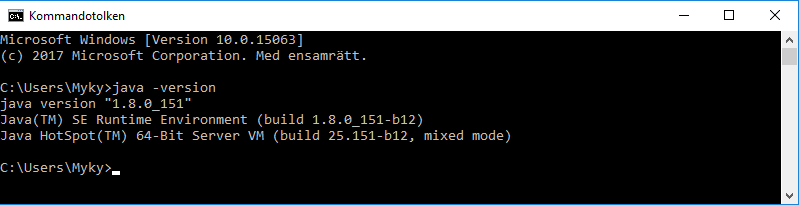 Kommandotolken
Microsoft Windows [Version 10.0.15063]
(c) 2017 Microsoft Corporation. Med ensamrätt.
C:\Users\Myky>java -version
java version "1.8.0_151"
Java(TM) SE Runtime Environment (build 1.8.0_151-b12)
Java HotSpot(TM) 64-Bit Server VM (build 25.151-b12, mixed mode)
C:\Users\Myky>